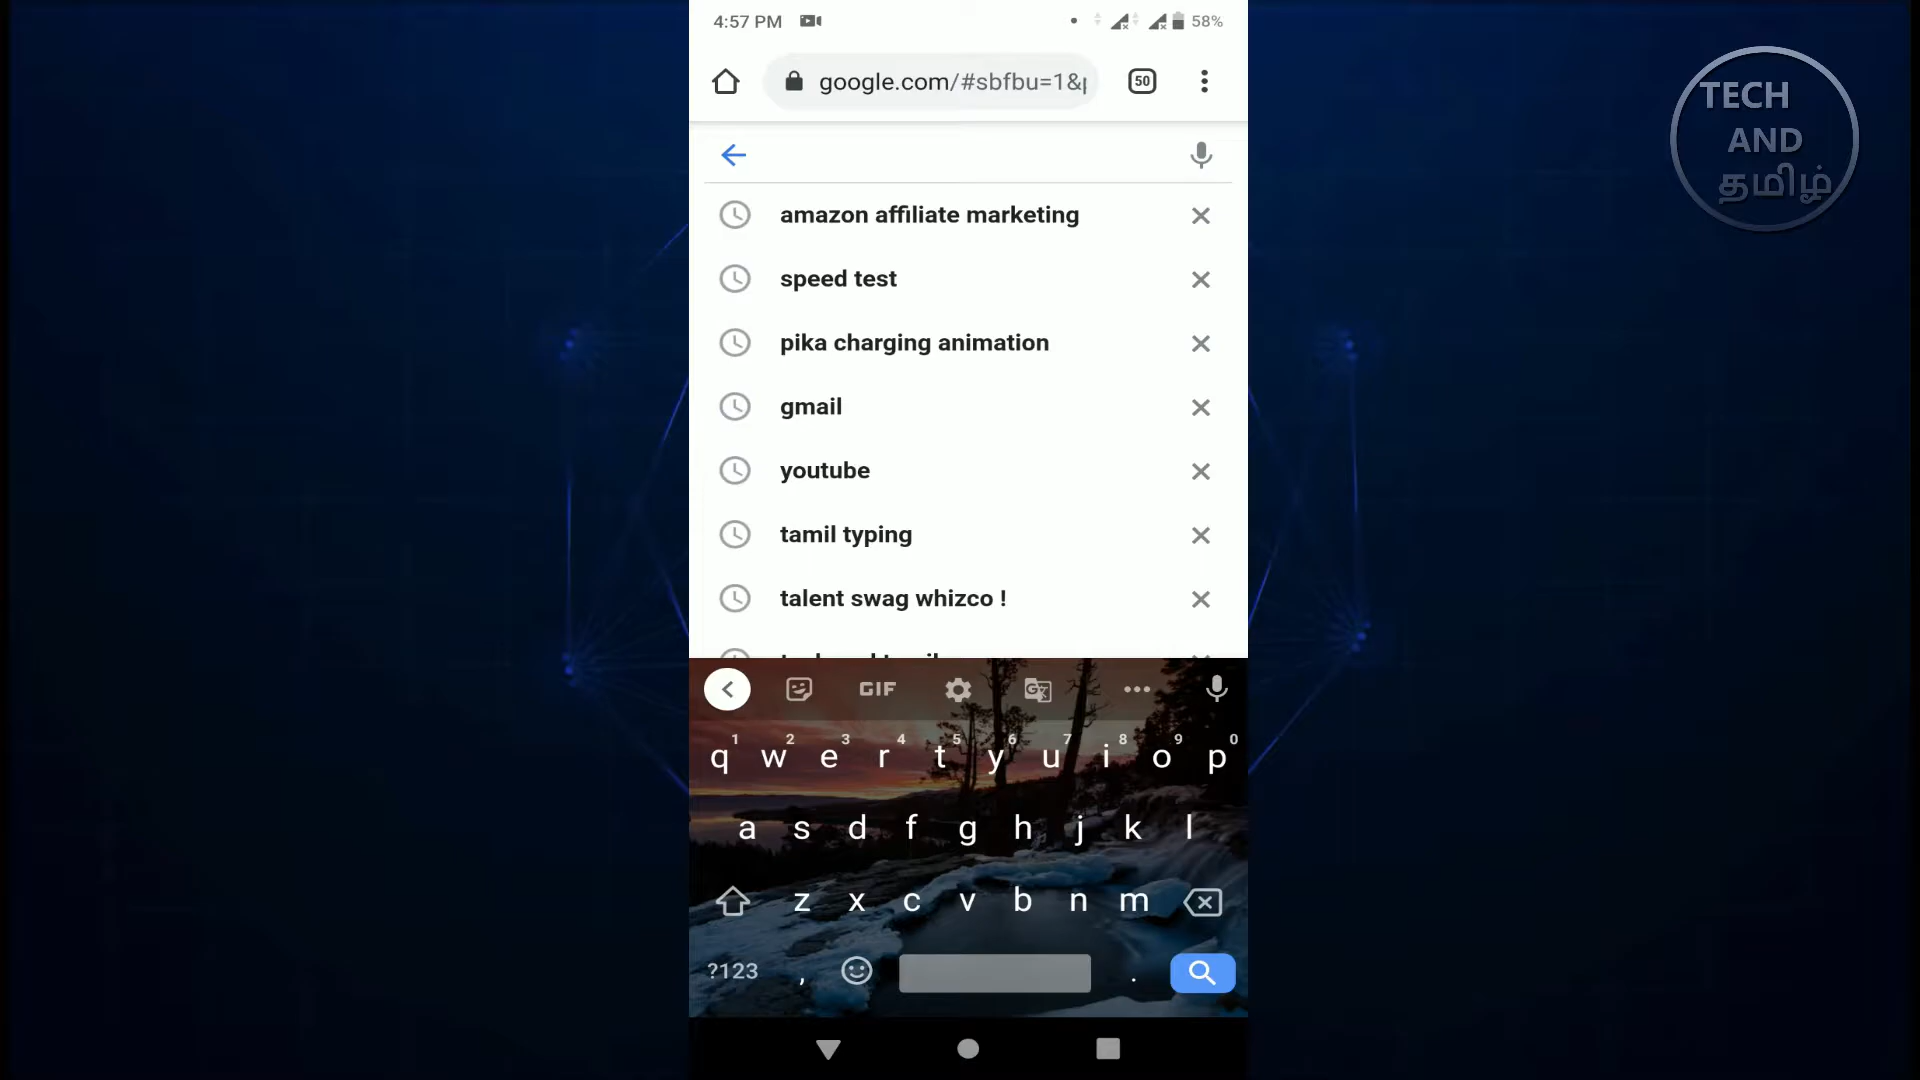 4:57 PM
58%
google.com/#sbfbu=1&
50
amazon affiliate marketing
speed test
pika charging animation
gmail
youtube
tamil typing
talent swag whizco !
GIF
1 2 3 4 5 6 7 8 9 0
q w e r t y u i o p
a s d f g h j k l
z x c v b n m
?123 , .
TECH
AND
தமிழ்